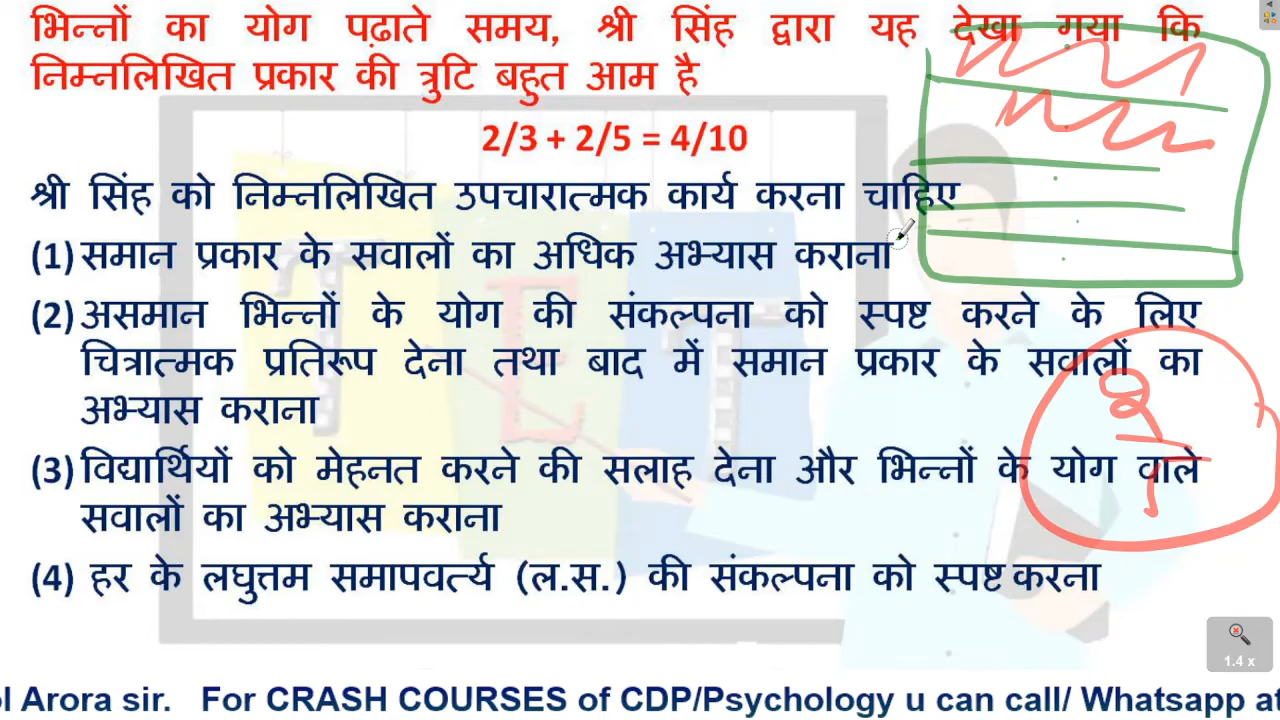 भिन्नों का योग पढ़ाते समय, श्री सिंह द्वारा यह देखा गया कि
निम्नलिखित प्रकार की त्रुटि बहुत आम है
2/3 + 2/5 = 4/10
श्री सिंह को निम्नलिखित उपचारात्मक कार्य करना चाहिए
(1) समान प्रकार के सवालों का अधिक अभ्यास कराना
(2) असमान भिन्नों के योग की संकल्पना को स्पष्ट करने के लिए
चित्रात्मक प्रतिरूप देना तथा बाद में समान प्रकार के सवालों का
अभ्यास कराना
(3) विद्यार्थियों को मेहनत करने की सलाह देना और भिन्नों के योग वाले
सवालों का अभ्यास कराना
(4) हर के लघुत्तम समापवर्त्य (ल.स.) की संकल्पना को स्पष्ट करना
1.4 x
ol Arora sir. For CRASH COURSES of CDP/Psychology u can call/ Whatsapp at